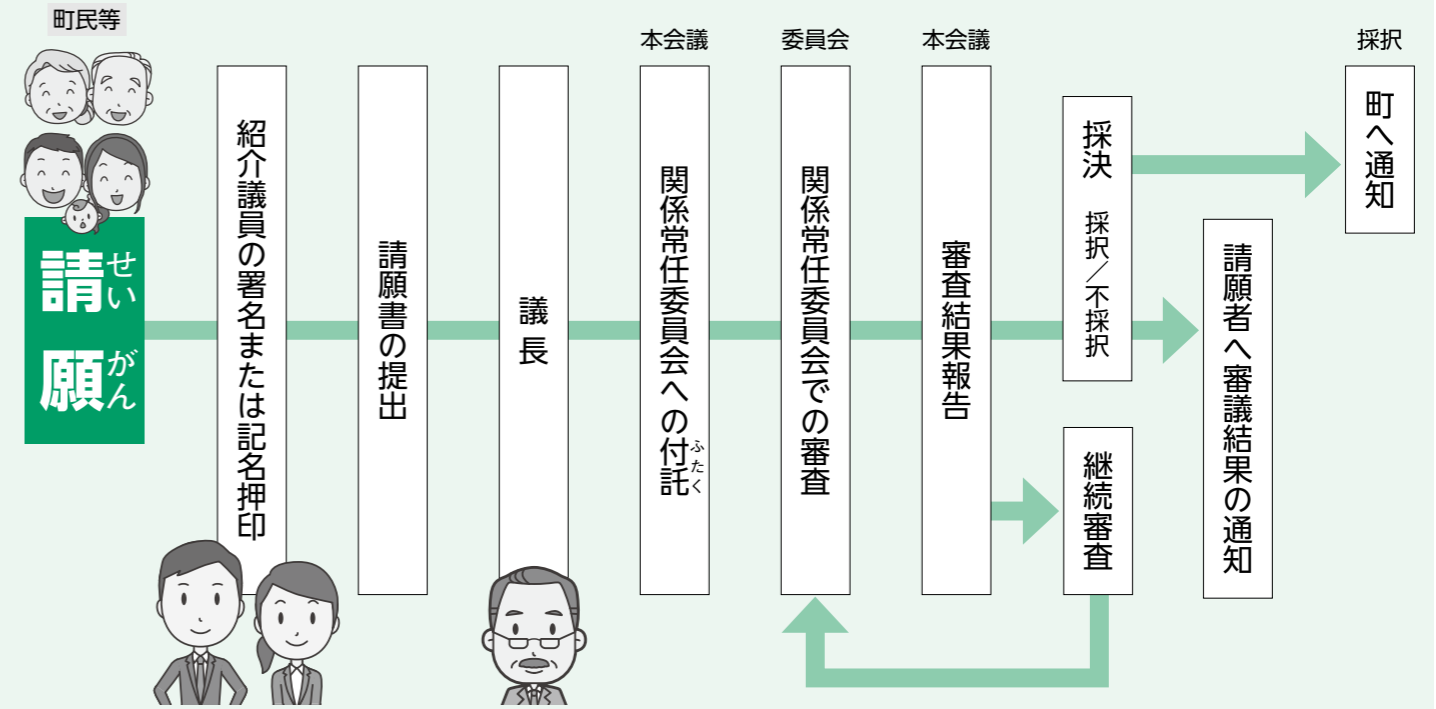 町民等
請願
せいがん
紹介議員の署名または記名押印
請願書の提出
議長
本会議
関係常任委員会への付託
ふたく
委員会
関係常任委員会での審査
本会議
審査結果報告
採決 採択／不採択
継続審査
請願者へ審議結果の通知
採択
町へ通知